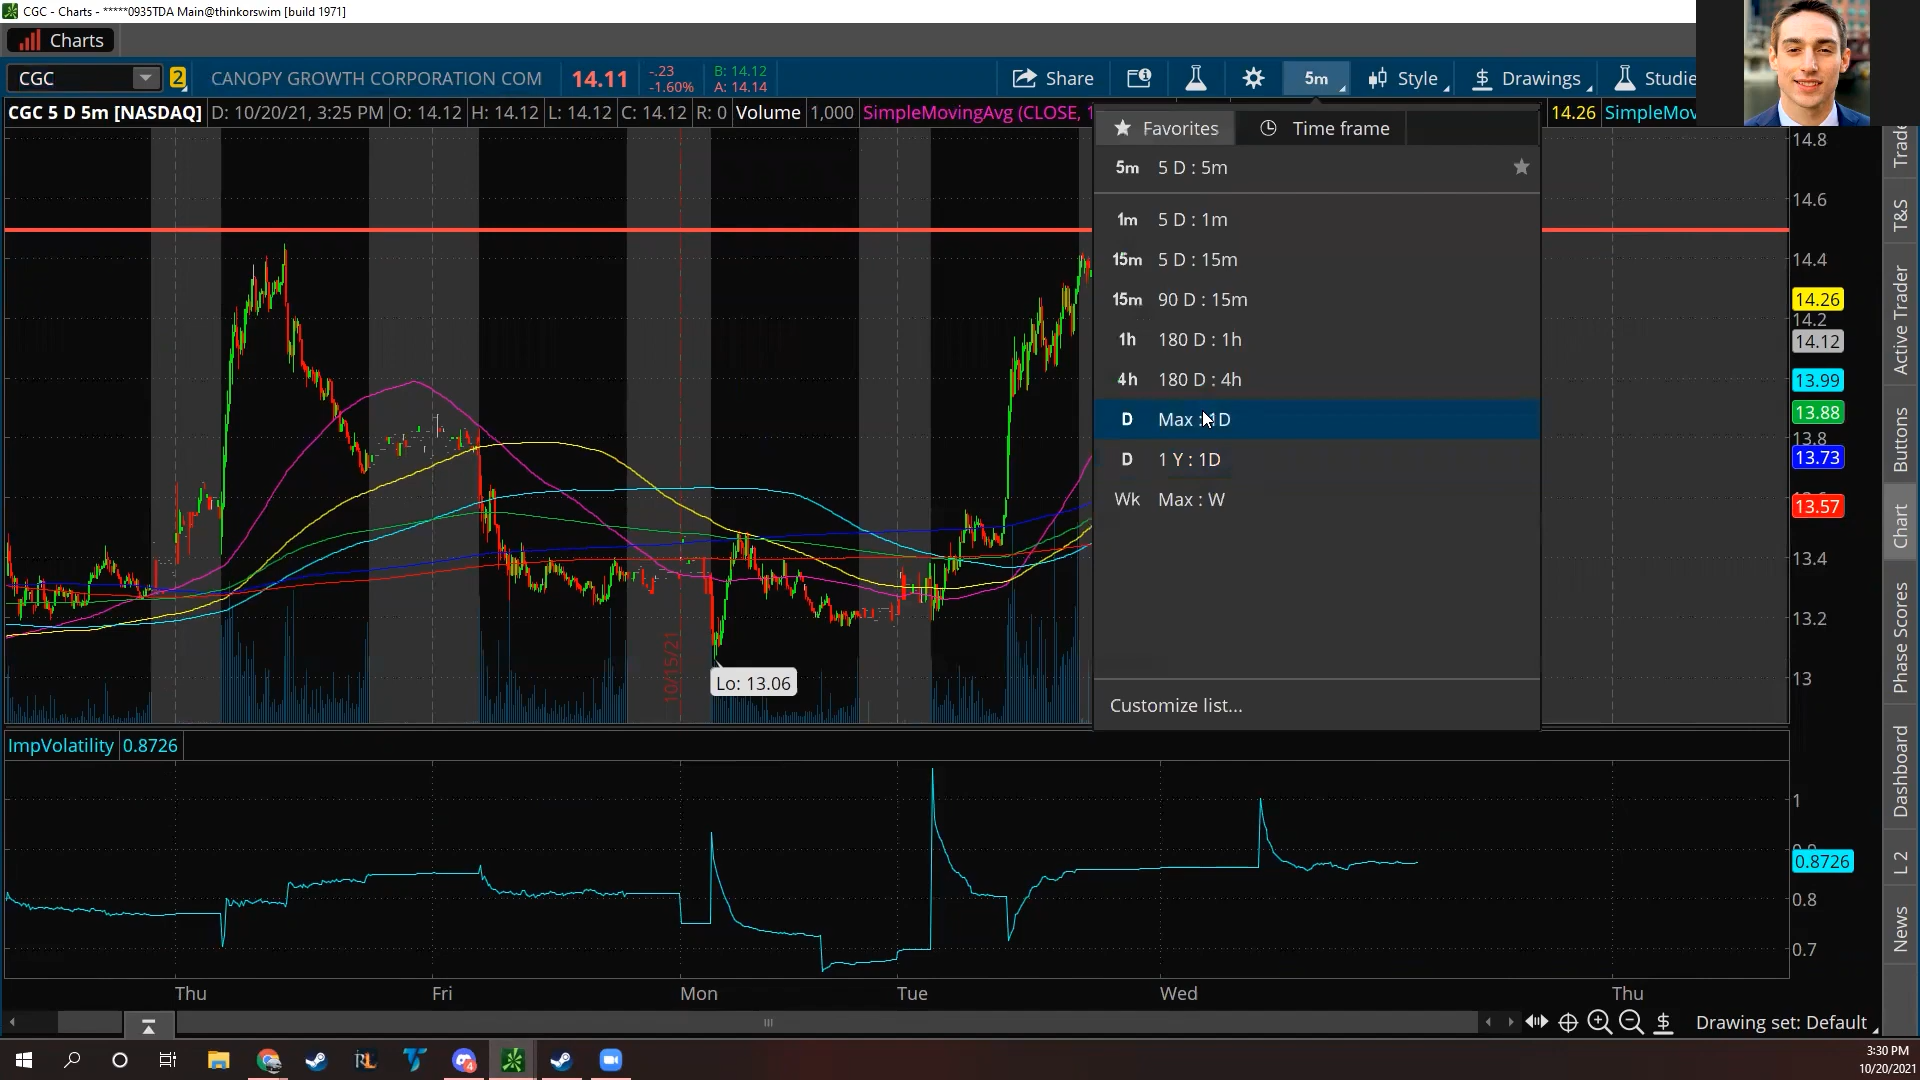 CGC - Charts - *****0935TDA Main@thinkorswim [build 1971]
Charts
CGC 2 CANOPY GROWTH CORPORATION COM 14.11 -.23 -1.60% B: 14.12 A: 14.14 Share 5m Style Drawings Studie
CGC 5 D 5m [NASDAQ] D: 10/20/21, 3:25 PM O: 14.12 H: 14.12 L: 14.12 C: 14.12 R: 0 Volume 1,000 SimpleMovingAvg (CLOSE, 14.26 SimpleMov
Favorites Time frame
5m 5 D : 5m
1m 5 D : 1m
15m 5 D : 15m
15m 90 D : 15m
1h 180 D : 1h
4h 180 D : 4h
D Max : 1D
D 1 Y : 1D
Wk Max : W
Customize list...
14.8
14.6
14.4
14.26
14.2
14.12
13.99
13.88
13.8
13.73
13.57
13.4
13.2
13
10/15/21
Lo: 13.06
Trade
T&S
Active Trader
Buttons
Chart
Phase Scores
Dashboard
L2
News
ImpVolatility 0.8726
1
0.8726
0.8
0.7
Thu Fri Mon Tue Wed Thu
Drawing set: Default
RL 4
3:30 PM
10/20/2021